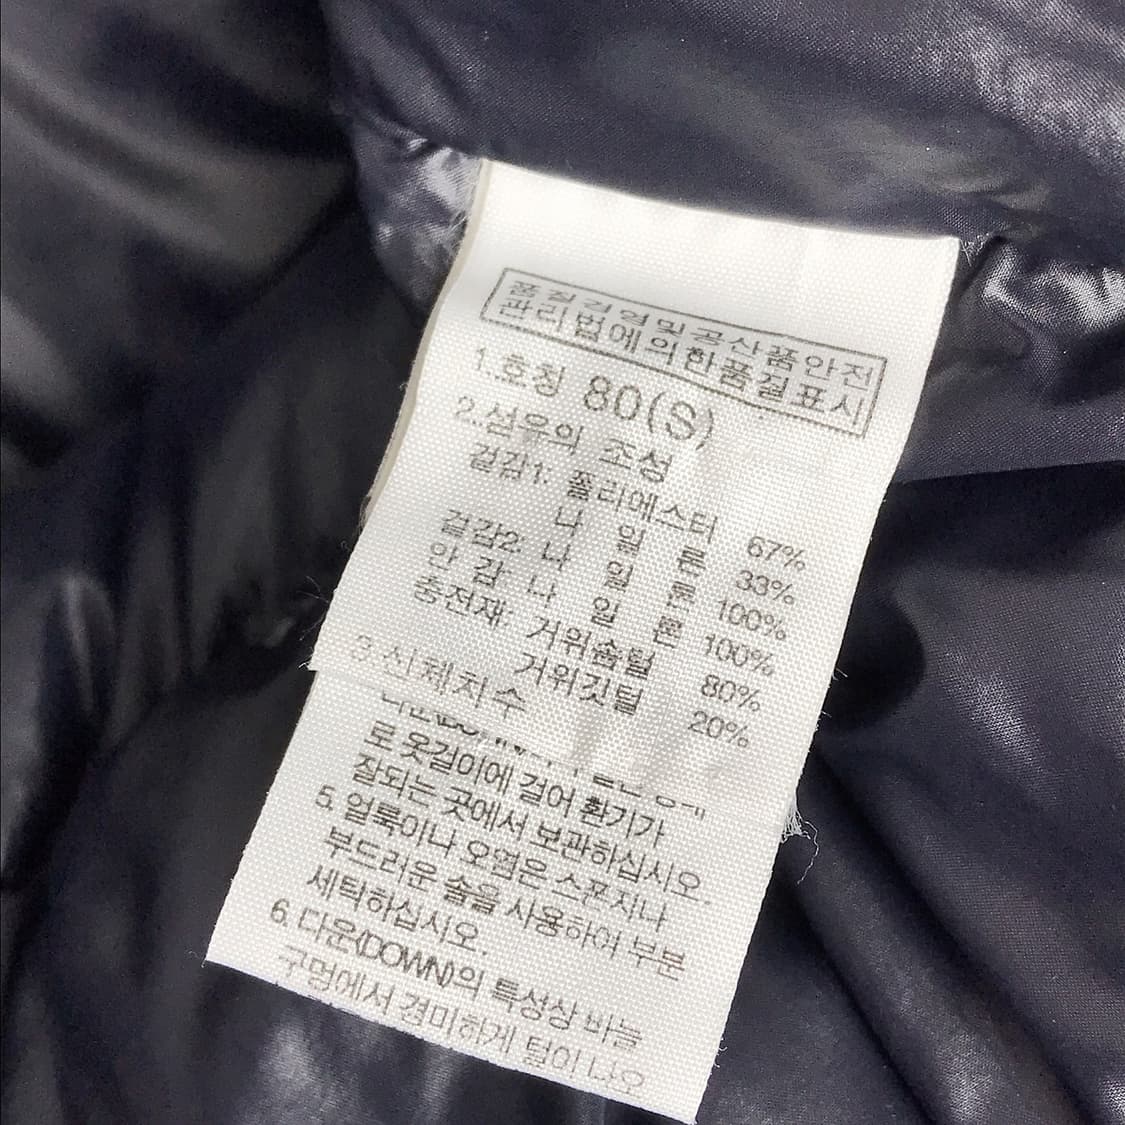 품질경영및공산품안전
관리법에의한품질표시
1.호칭 80(S)
2.섬유의 조성
겉감1: 폴리에스터 67%
나 일 론 33%
겉감2: 나 일 론 100%
안 감: 나 일 론 100%
충전재: 거위솜털 80%
거위깃털 20%
3.신체치수
로 옷걸이에 걸어 환기가
잘되는 곳에서 보관하십시오.
5. 얼룩이나 오염은 스폰지나
부드러운 솔을 사용하여 부분
세탁하십시오.
6. 다운(DOWN)의 특성상 바늘
구멍에서 경미하게 털이 나오